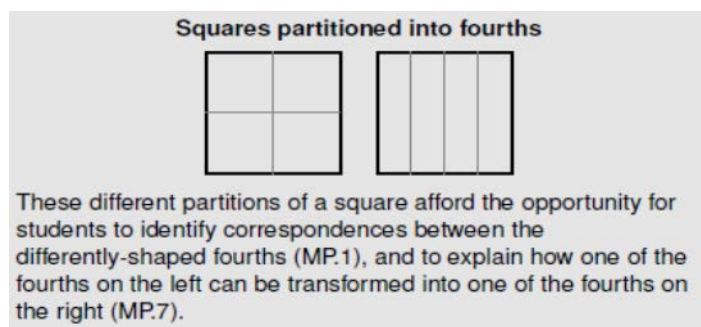 Squares partitioned into fourths
These different partitions of a square afford the opportunity for
students to identify correspondences between the
differently-shaped fourths (MP.1), and to explain how one of the
fourths on the left can be transformed into one of the fourths on
the right (MP.7).